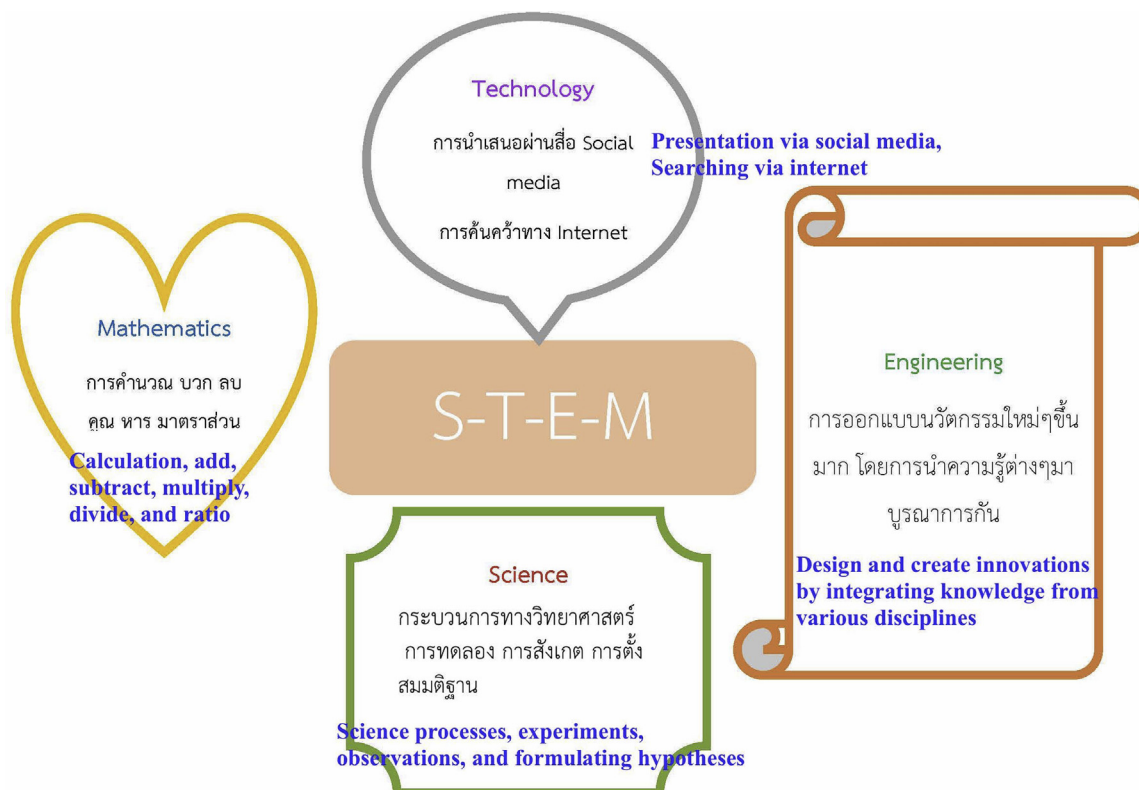 Technology
การนำเสนอผ่านสื่อ Social
media
การค้นคว้าทาง Internet
Presentation via social media,
Searching via internet
Mathematics
การคำนวณ บวก ลบ
คูณ หาร มาตราส่วน
Calculation, add,
subtract, multiply,
divide, and ratio
S-T-E-M
Engineering
การออกแบบนวัตกรรมใหม่ๆขึ้น
มาก โดยการนำความรู้ต่างๆมา
บูรณาการกัน
Design and create innovations
by integrating knowledge from
various disciplines
Science
กระบวนการทางวิทยาศาสตร์
การทดลอง การสังเกต การตั้ง
สมมติฐาน
Science processes, experiments,
observations, and formulating hypotheses